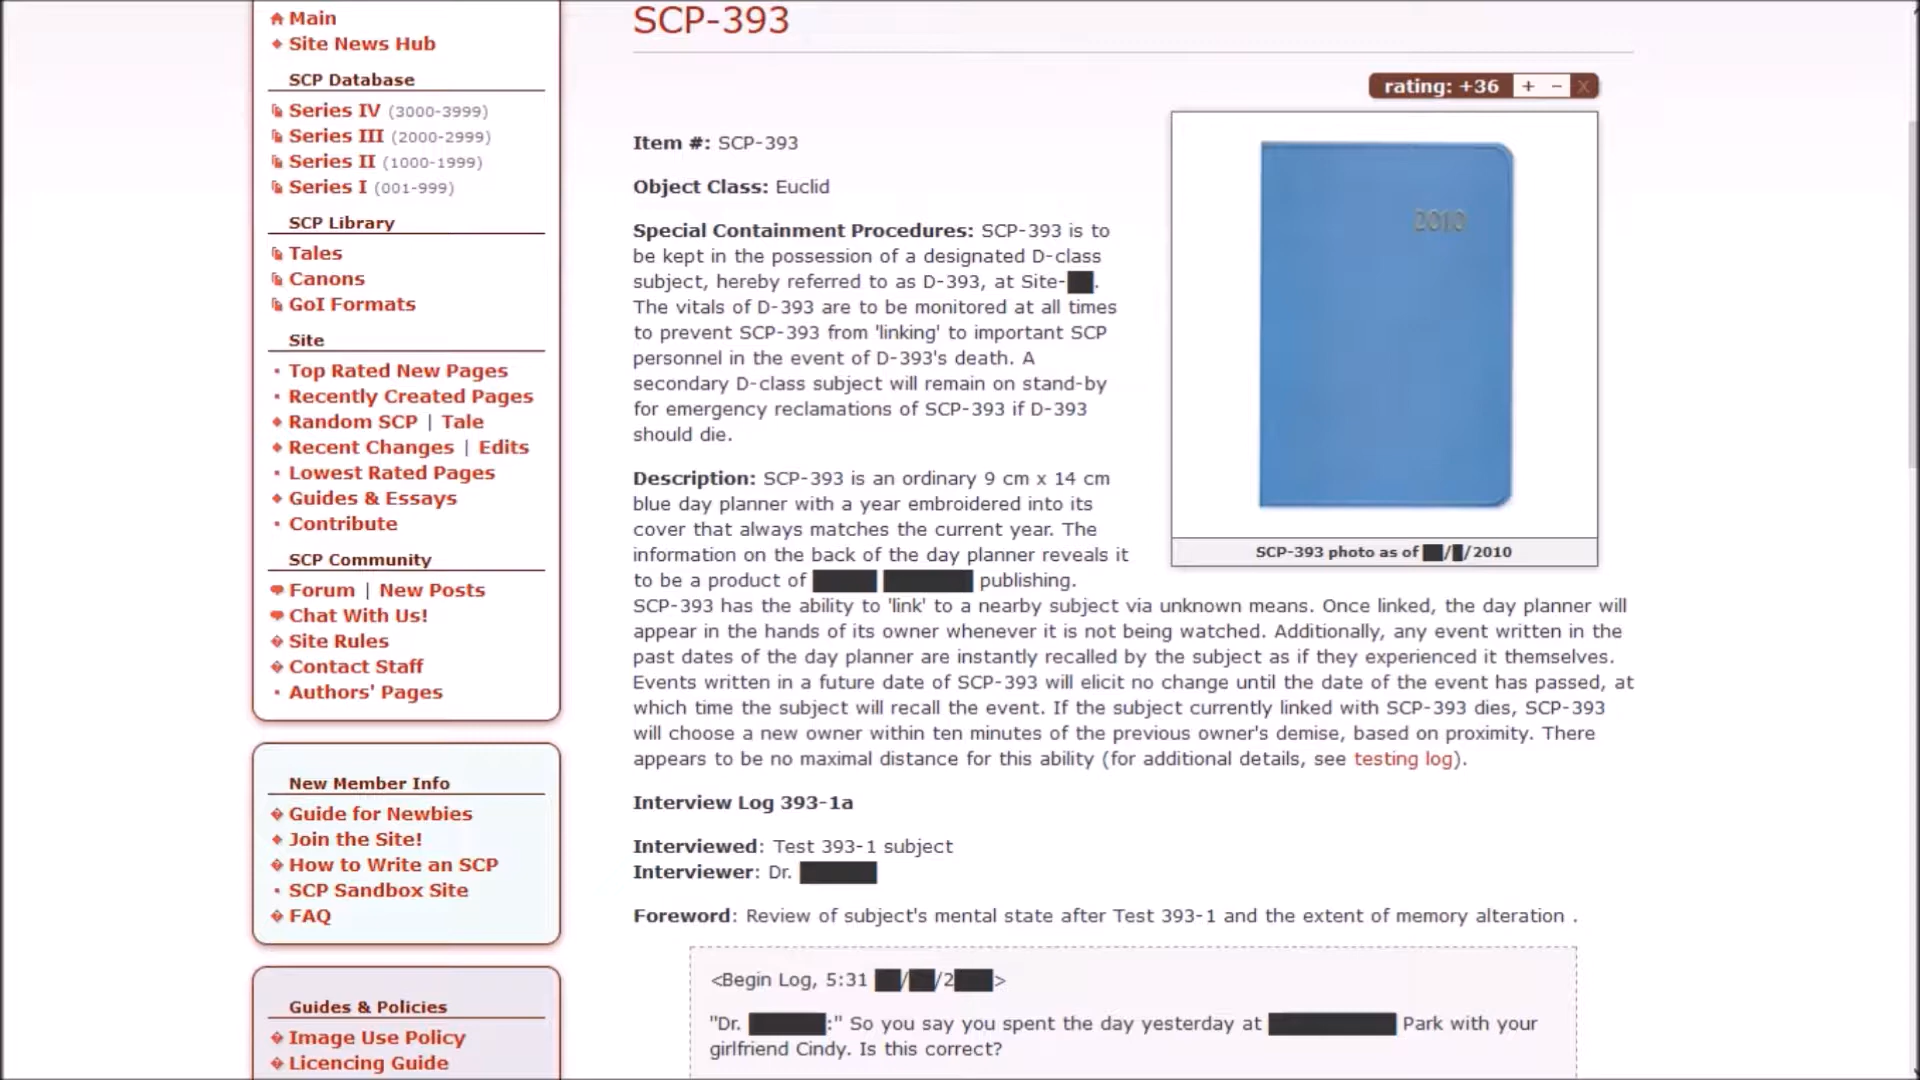 Main
Site News Hub
SCP Database
Series IV (3000-3999)
Series III (2000-2999)
Series II (1000-1999)
Series I (001-999)
SCP Library
Tales
Canons
GoI Formats
Site
Top Rated New Pages
Recently Created Pages
Random SCP | Tale
Recent Changes | Edits
Lowest Rated Pages
Guides & Essays
Contribute
SCP Community
Forum | New Posts
Chat With Us!
Site Rules
Contact Staff
Authors' Pages
New Member Info
Guide for Newbies
Join the Site!
How to Write an SCP
SCP Sandbox Site
FAQ
Guides & Policies
Image Use Policy
Licencing Guide
SCP-393
rating: +36 + − X
Item #: SCP-393
Object Class: Euclid
Special Containment Procedures: SCP-393 is to
be kept in the possession of a designated D-class
subject, hereby referred to as D-393, at Site-██.
The vitals of D-393 are to be monitored at all times
to prevent SCP-393 from 'linking' to important SCP
personnel in the event of D-393's death. A
secondary D-class subject will remain on stand-by
for emergency reclamations of SCP-393 if D-393
should die.
2010
SCP-393 photo as of ██/█/2010
Description: SCP-393 is an ordinary 9 cm x 14 cm
blue day planner with a year embroidered into its
cover that always matches the current year. The
information on the back of the day planner reveals it
to be a product of █████ ███████ publishing.
SCP-393 has the ability to 'link' to a nearby subject via unknown means. Once linked, the day planner will
appear in the hands of its owner whenever it is not being watched. Additionally, any event written in the
past dates of the day planner are instantly recalled by the subject as if they experienced it themselves.
Events written in a future date of SCP-393 will elicit no change until the date of the event has passed, at
which time the subject will recall the event. If the subject currently linked with SCP-393 dies, SCP-393
will choose a new owner within ten minutes of the previous owner's demise, based on proximity. There
appears to be no maximal distance for this ability (for additional details, see testing log).
Interview Log 393-1a
Interviewed: Test 393-1 subject
Interviewer: Dr. ██████
Foreword: Review of subject's mental state after Test 393-1 and the extent of memory alteration .
<Begin Log, 5:31 ██/██/2███>
"Dr. ██████:" So you say you spent the day yesterday at ██████████ Park with your
girlfriend Cindy. Is this correct?